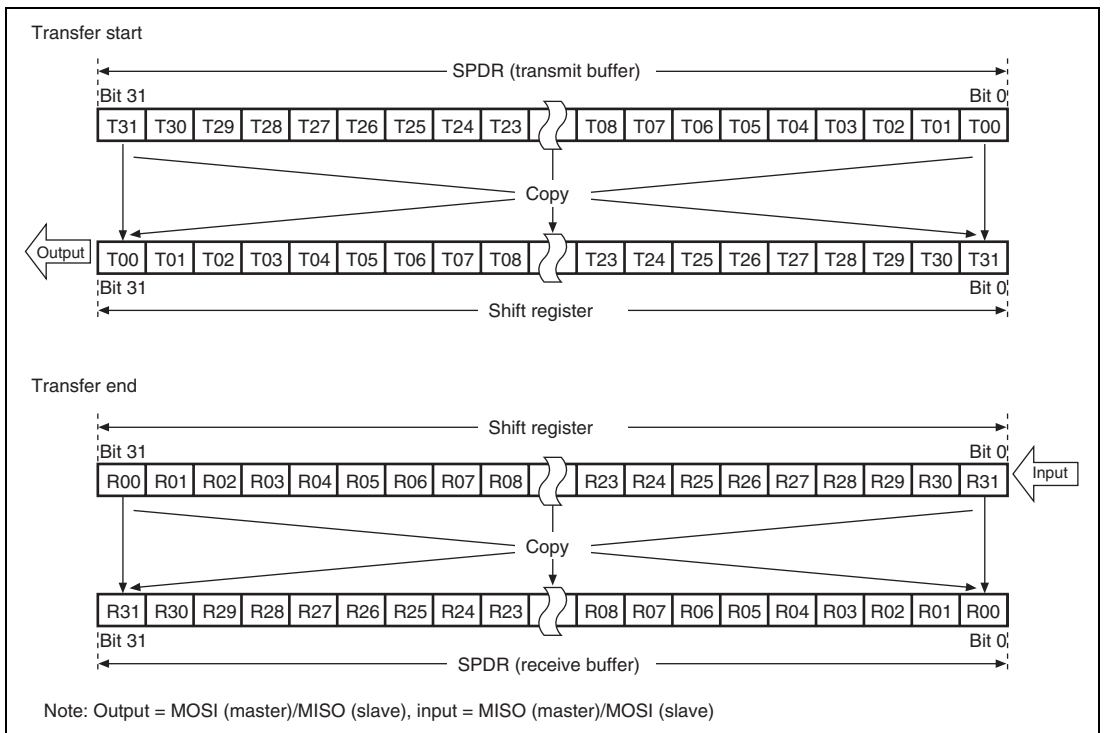 Transfer start
SPDR (transmit buffer)
Bit 31 Bit 0
T31 T30 T29 T28 T27 T26 T25 T24 T23 T08 T07 T06 T05 T04 T03 T02 T01 T00
Copy
Output T00 T01 T02 T03 T04 T05 T06 T07 T08 T23 T24 T25 T26 T27 T28 T29 T30 T31
Bit 31 Bit 0
Shift register
Transfer end
Shift register
Bit 31 Bit 0
R00 R01 R02 R03 R04 R05 R06 R07 R08 R23 R24 R25 R26 R27 R28 R29 R30 R31 Input
Copy
R31 R30 R29 R28 R27 R26 R25 R24 R23 R08 R07 R06 R05 R04 R03 R02 R01 R00
Bit 31 Bit 0
SPDR (receive buffer)
Note: Output = MOSI (master)/MISO (slave), input = MISO (master)/MOSI (slave)